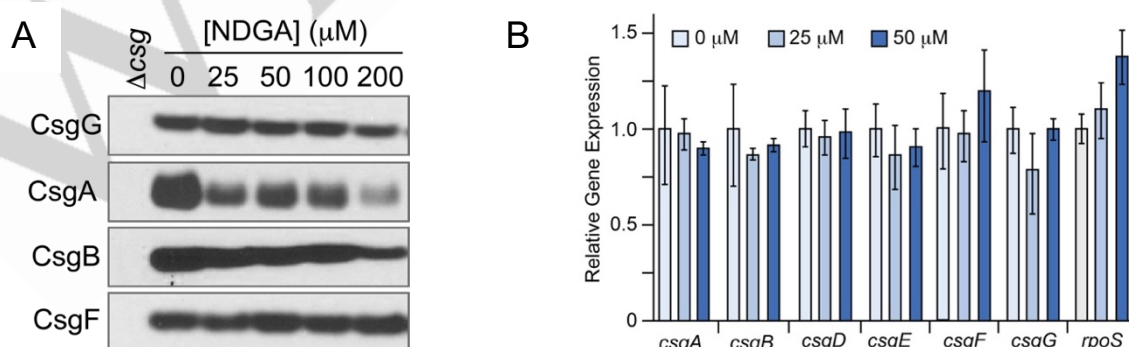 A
Δcsg
[NDGA] (μM)
0 25 50 100 200
CsgG
CsgA
CsgB
CsgF
B
Relative Gene Expression
1.5
1.0
0.5
0
0 μM 25 μM 50 μM
csgA csgB csgD csgE csgF csgG rpoS